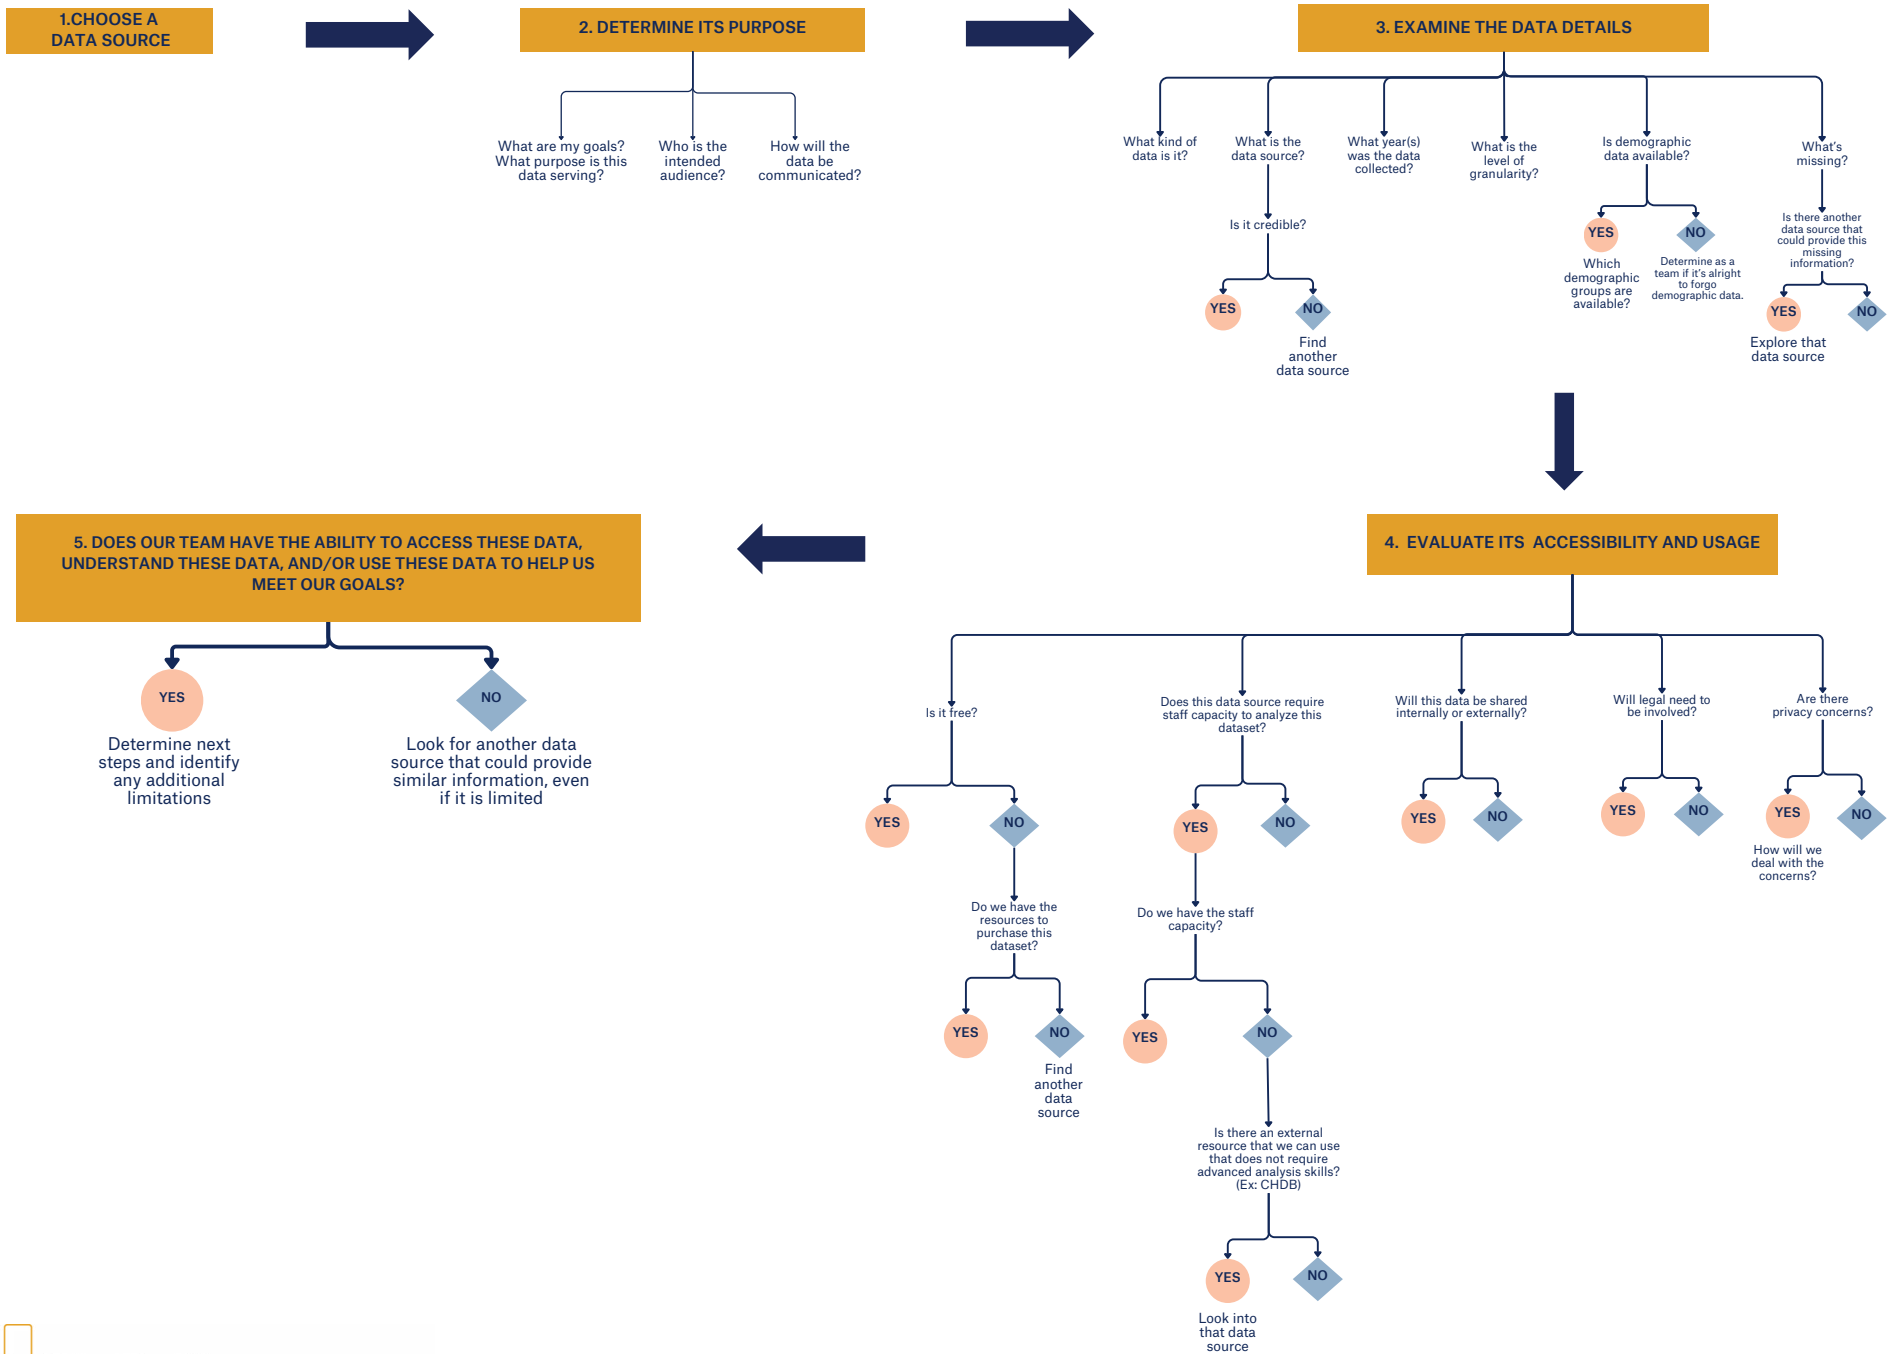 1.CHOOSE A
DATA SOURCE
2. DETERMINE ITS PURPOSE
What are my goals?
What purpose is this
data serving?
Who is the
intended
audience?
How will the
data be
communicated?
3. EXAMINE THE DATA DETAILS
What kind of
data is it?
What is the
data source?
Is it credible?
YES
NO
Find
another
data source
What year(s)
was the data
collected?
What is the
level of
granularity?
Is demographic
data available?
YES
Which
demographic
groups are
available?
NO
Determine as a
team if it's alright
to forgo
demographic data.
What's
missing?
Is there another
data source that
could provide this
missing
information?
YES
Explore that
data source
NO
4. EVALUATE ITS ACCESSIBILITY AND USAGE
Is it free?
YES
NO
Do we have the
resources to
purchase this
dataset?
YES
NO
Find
another
data
source
Does this data source require
staff capacity to analyze this
dataset?
YES
NO
Do we have the staff
capacity?
YES
NO
Is there an external
resource that we can use
that does not require
advanced analysis skills?
(Ex: CHDB)
YES
Look into
that data
source
NO
Will this data be shared
internally or externally?
YES
NO
Will legal need to
be involved?
YES
NO
Are there
privacy concerns?
YES
How will we
deal with the
concerns?
NO
5. DOES OUR TEAM HAVE THE ABILITY TO ACCESS THESE DATA,
UNDERSTAND THESE DATA, AND/OR USE THESE DATA TO HELP US
MEET OUR GOALS?
YES
Determine next
steps and identify
any additional
limitations
NO
Look for another data
source that could provide
similar information, even
if it is limited